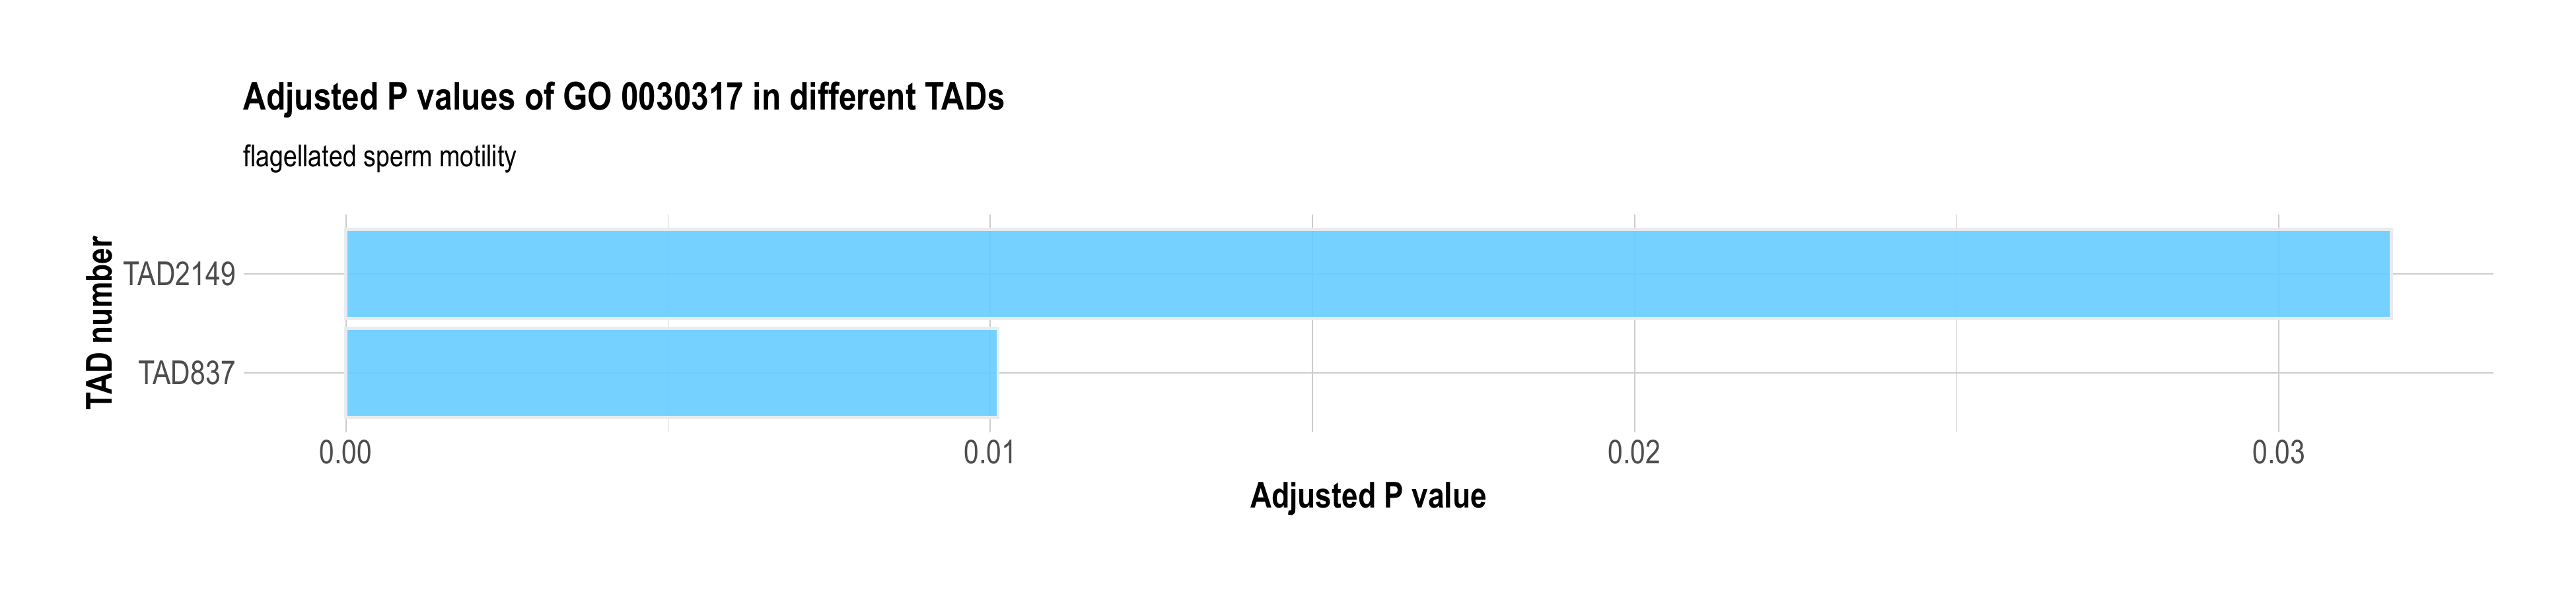 Adjusted P values of GO 0030317 in different TADs
flagellated sperm motility
TAD number
TAD2149
TAD837
0.00 0.01 0.02 0.03
Adjusted P value